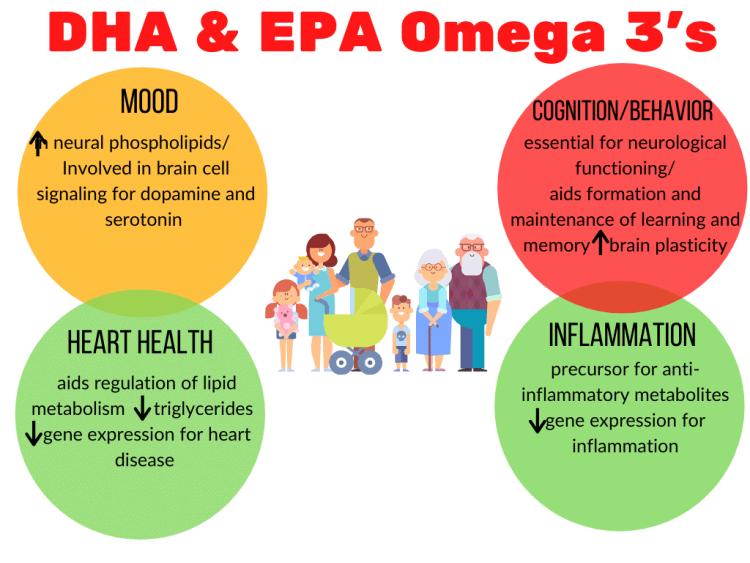 DHA & EPA Omega 3's
MOOD
↑ neural phospholipids/
Involved in brain cell
signaling for dopamine and
serotonin
COGNITION/BEHAVIOR
essential for neurological
functioning/
aids formation and
maintenance of learning and
memory ↑ brain plasticity
HEART HEALTH
aids regulation of lipid
metabolism ↓ triglycerides
↓ gene expression for heart
disease
INFLAMMATION
precursor for anti-
inflammatory metabolites
↓ gene expression for
inflammation